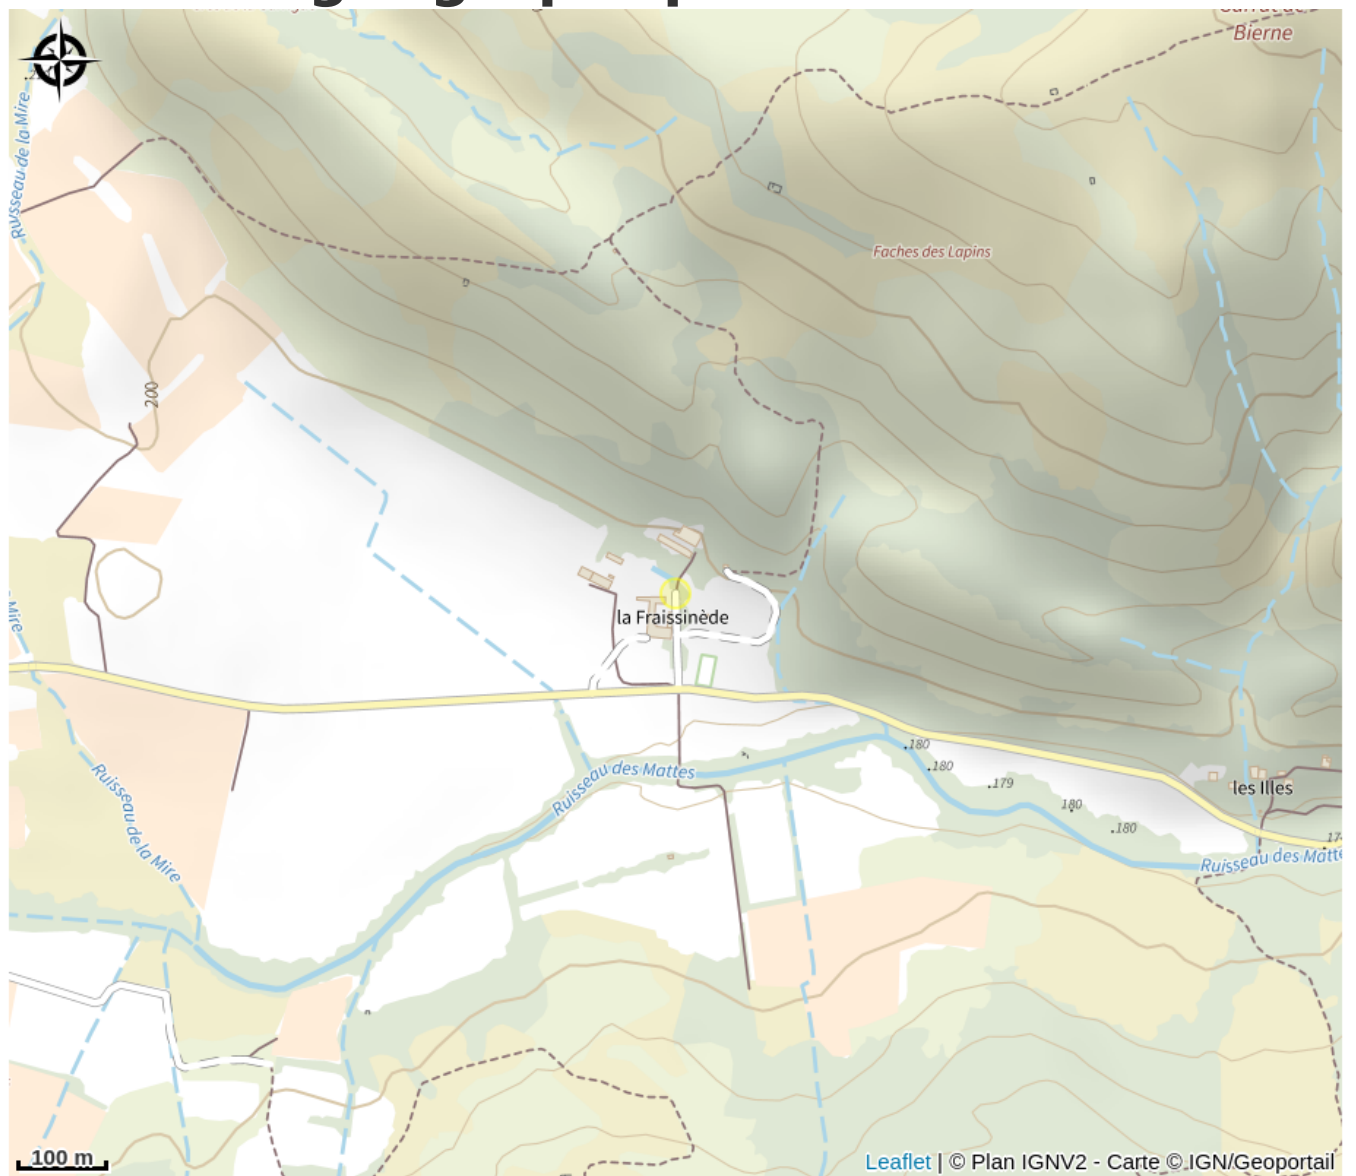 Bierne
Ruisseau de la Mire
Faches des Lapins
200
la Fraissinède
Mire
180
180
179
180
180
les Illes
Ruisseau des Mattes
Ruisseau de la Mire
Ruisseau des Matte
100 m
Leaflet | © Plan IGNV2 - Carte © IGN/Geoportail